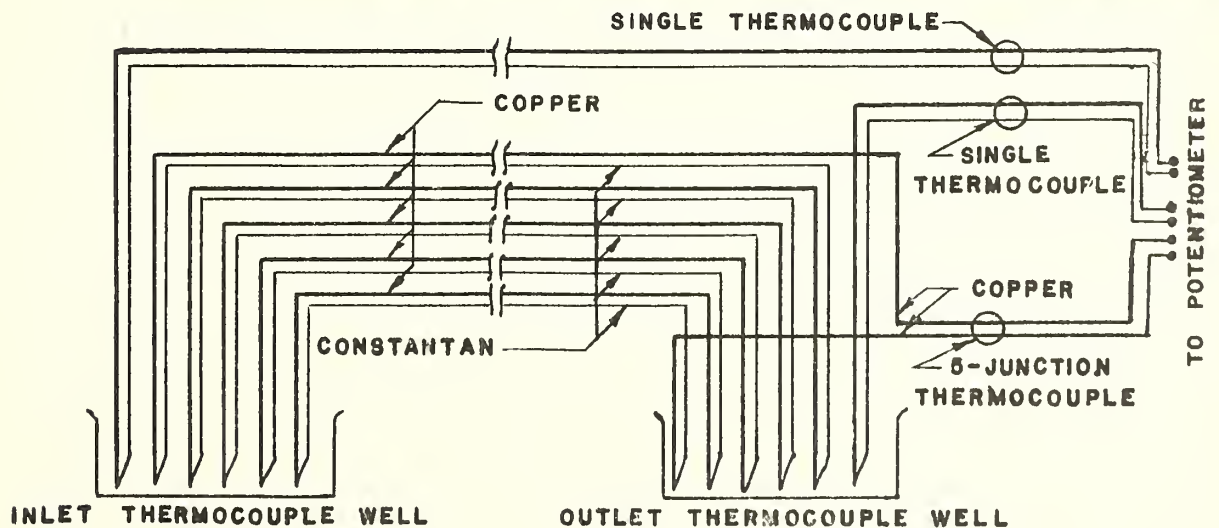 SINGLE THERMOCOUPLE
COPPER
SINGLE
THERMOCOUPLE
TO POTENTIOMETER
COPPER
CONSTANTAN
5-JUNCTION
THERMOCOUPLE
INLET THERMOCOUPLE WELL
OUTLET THERMOCOUPLE WELL